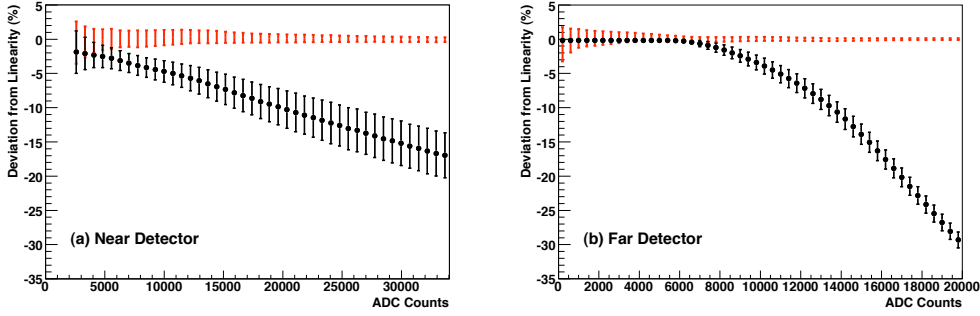 Deviation from Linearity (%)
5
0
-5
-10
-15
-20
-25
-30
-35
(a) Near Detector
0 5000 10000 15000 20000 25000 30000
ADC Counts
Deviation from Linearity (%)
5
0
-5
-10
-15
-20
-25
-30
-35
(b) Far Detector
0 2000 4000 6000 8000 10000 12000 14000 16000 18000 20000
ADC Counts